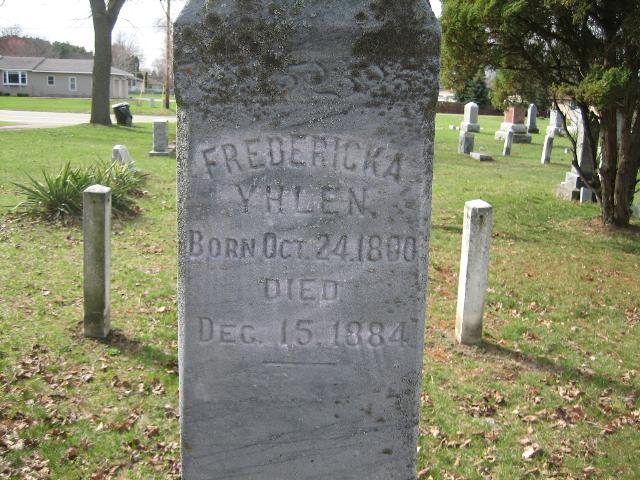 FREDERICKA
YHLEN.
BORN OCT. 24. 1800
DIED
DEC. 15. 1884.